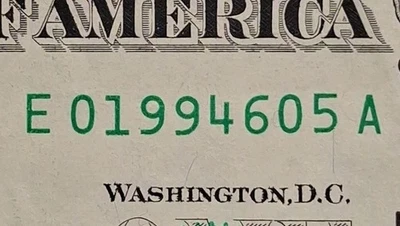 F AMERICA
E 01994605 A
WASHINGTON, D.C.